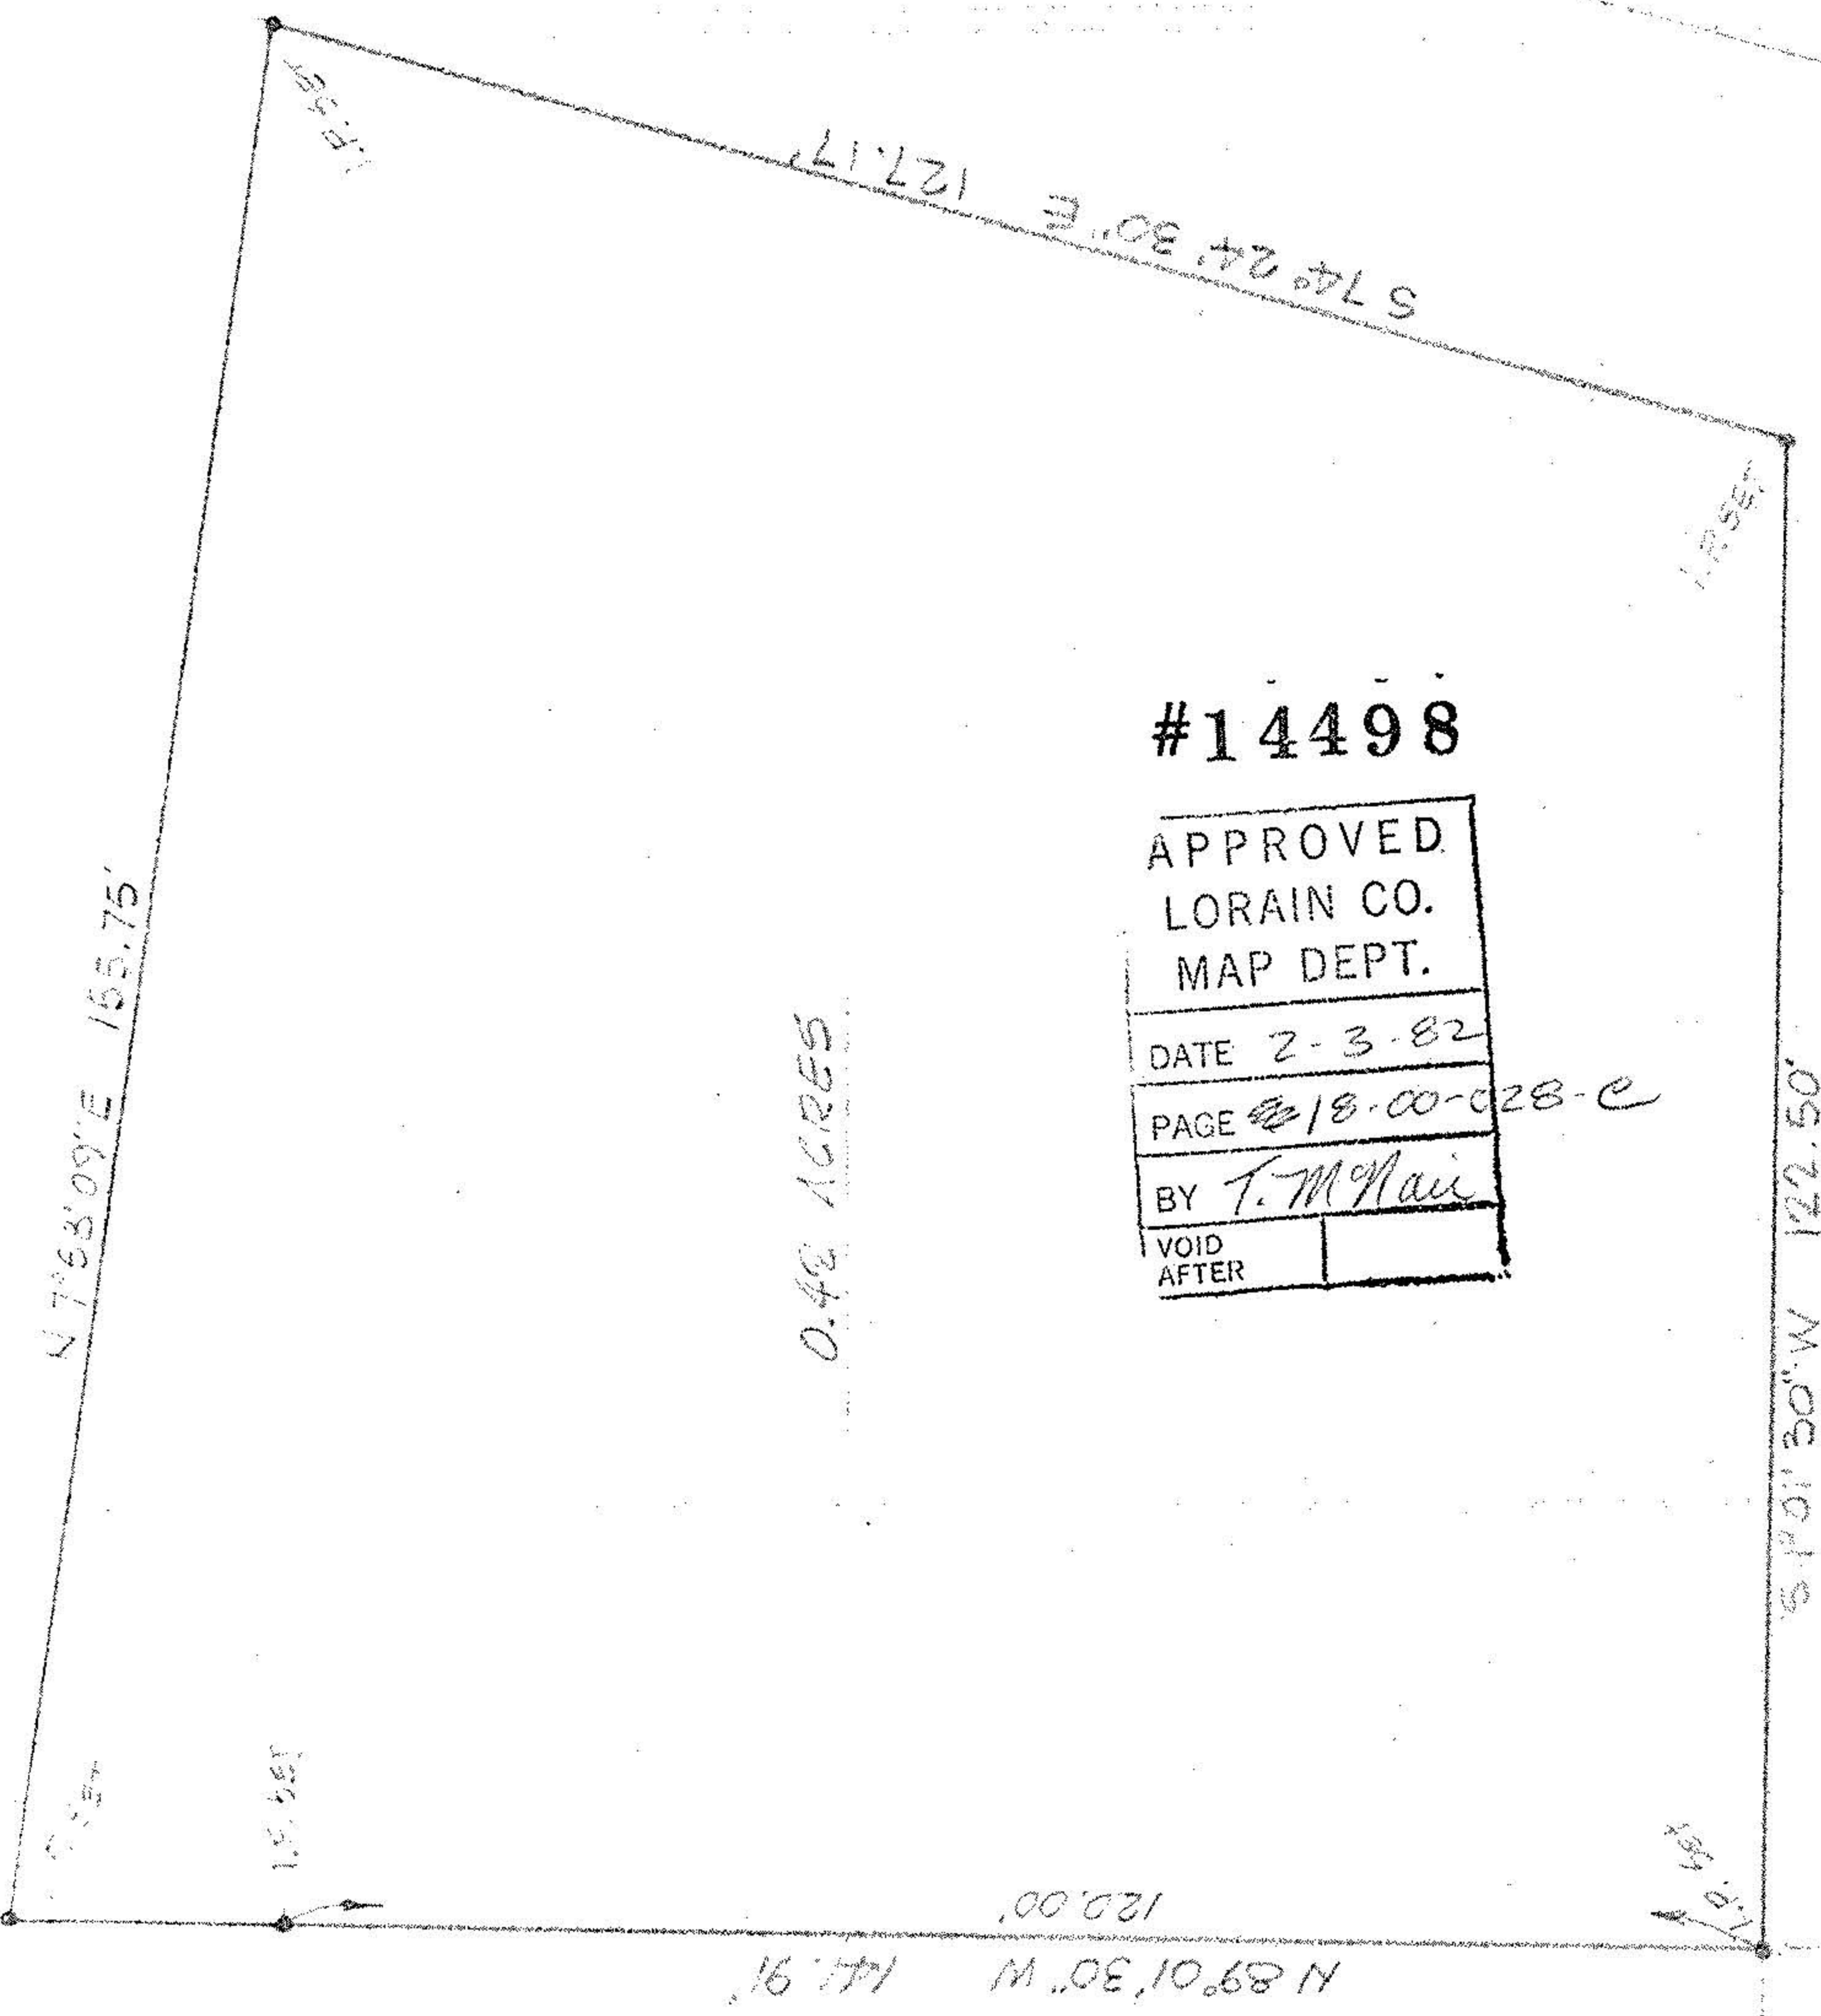 I.P. Set
S 74° 24' 30" E 127.17'
I.P. SET
#14498
APPROVED
LORAIN CO.
MAP DEPT.
DATE 2-3-82
PAGE 18-00-028-C
BY T. McNair
VOID
AFTER
N 7°53'09" E 155.75'
0.42 ACRES
S 1°01'30" W 122.50'
SET
I.P. SET
I.P. Set
120.00'
N 89°01'30" W 141.91'